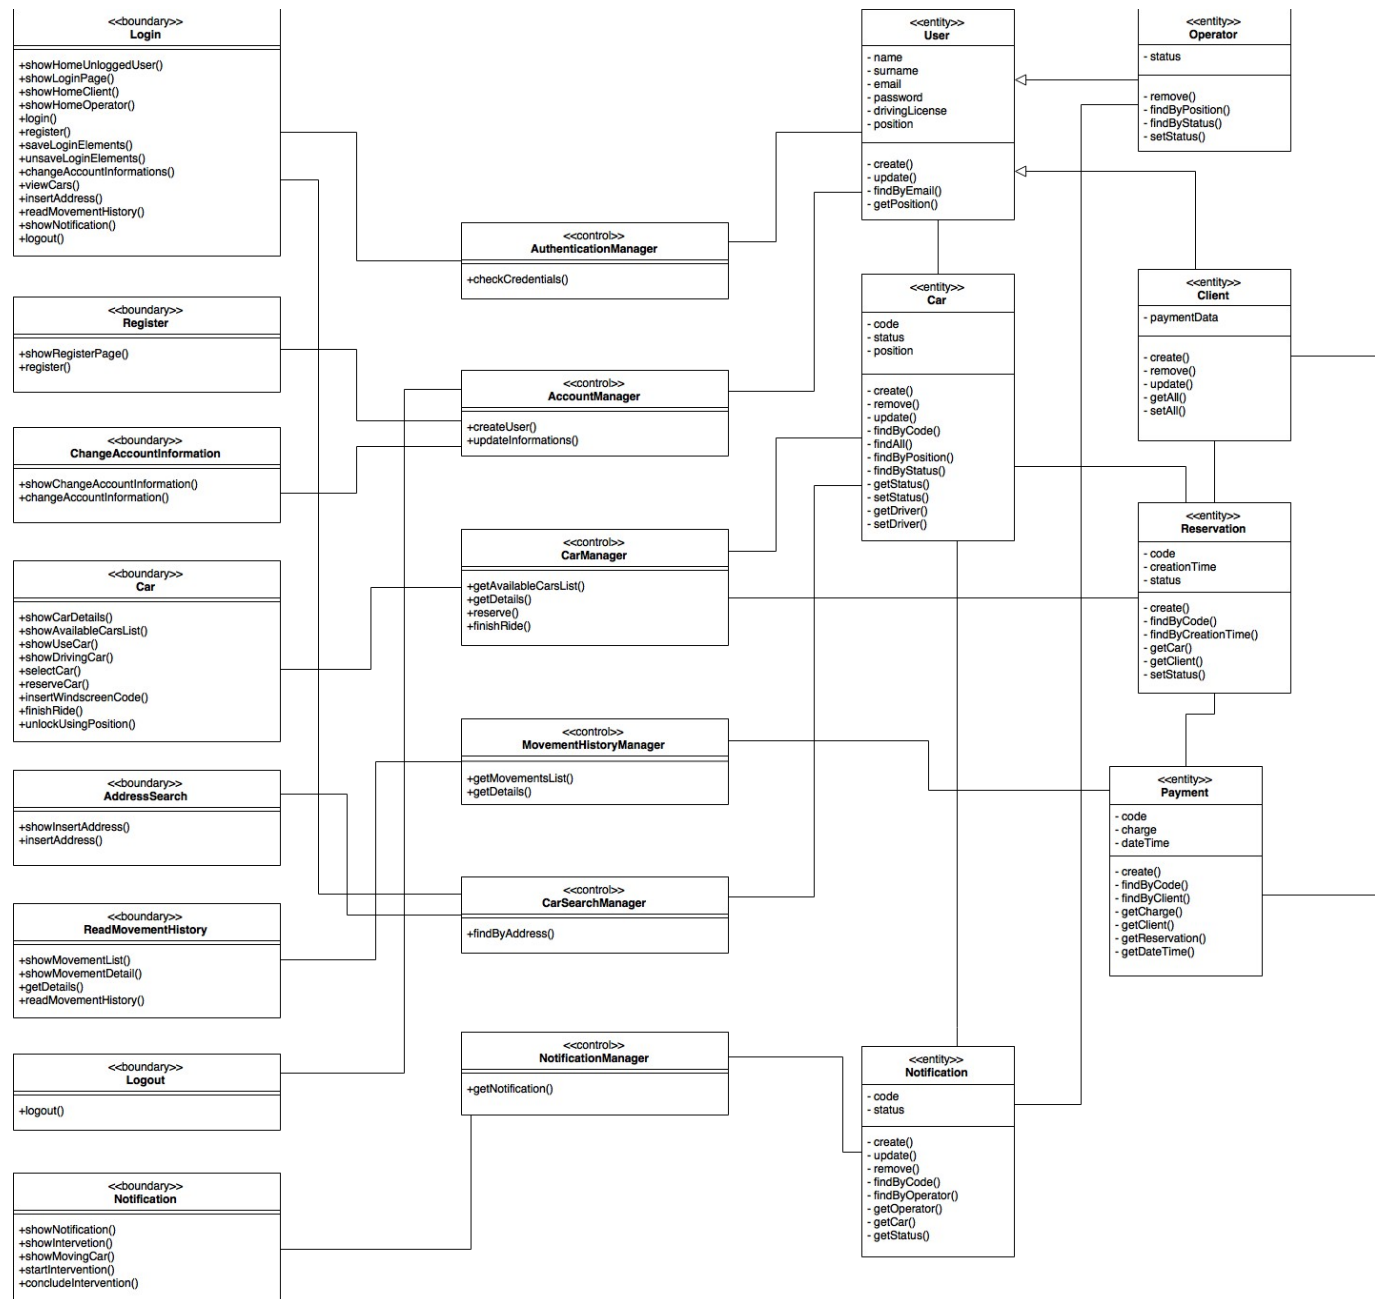 <<boundary>>
Login
+showHomeUnloggedUser()
+showLoginPage()
+showHomeClient()
+showHomeOperator()
+login()
+register()
+saveLoginElements()
+unsaveLoginElements()
+changeAccountInformations()
+viewCars()
+insertAddress()
+readMovementHistory()
+showNotification()
+logout()
<<boundary>>
Register
+showRegisterPage()
+register()
<<boundary>>
ChangeAccountInformation
+showChangeAccountInformation()
+changeAccountInformation()
<<boundary>>
Car
+showCarDetails()
+showAvailableCarsList()
+showUseCar()
+showDrivingCar()
+selectCar()
+reserveCar()
+insertWindscreenCode()
+finishRide()
+unlockUsingPosition()
<<boundary>>
AddressSearch
+showInsertAddress()
+insertAddress()
<<boundary>>
ReadMovementHistory
+showMovementList()
+showMovementDetail()
+getDetails()
+readMovementHistory()
<<boundary>>
Logout
+logout()
<<boundary>>
Notification
+showNotification()
+showIntervetion()
+showMovingCar()
+startIntervention()
+concludeIntervention()
<<control>>
AuthenticationManager
+checkCredentials()
<<control>>
AccountManager
+createUser()
+updateInformations()
<<control>>
CarManager
+getAvailableCarsList()
+getDetails()
+reserve()
+finishRide()
<<control>>
MovementHistoryManager
+getMovementsList()
+getDetails()
<<control>>
CarSearchManager
+findByAddress()
<<control>>
NotificationManager
+getNotification()
<<entity>>
User
- name
- surname
- email
- password
- drivingLicense
- position
- create()
- update()
- findByEmail()
- getPosition()
<<entity>>
Car
- code
- status
- position
- create()
- remove()
- update()
- findByCode()
- findAll()
- findByPosition()
- findByStatus()
- getStatus()
- setStatus()
- getDriver()
- setDriver()
<<entity>>
Notification
- code
- status
- create()
- update()
- remove()
- findByCode()
- findByOperator()
- getOperator()
- getCar()
- getStatus()
<<entity>>
Operator
- status
- remove()
- findByPosition()
- findByStatus()
- setStatus()
<<entity>>
Client
- paymentData
- create()
- remove()
- update()
- getAll()
- setAll()
<<entity>>
Reservation
- code
- creationTime
- status
- create()
- findByCode()
- findByCreationTime()
- getCar()
- getClient()
- setStatus()
<<entity>>
Payment
- code
- charge
- dateTime
- create()
- findByCode()
- findByClient()
- getCharge()
- getClient()
- getReservation()
- getDateTime()